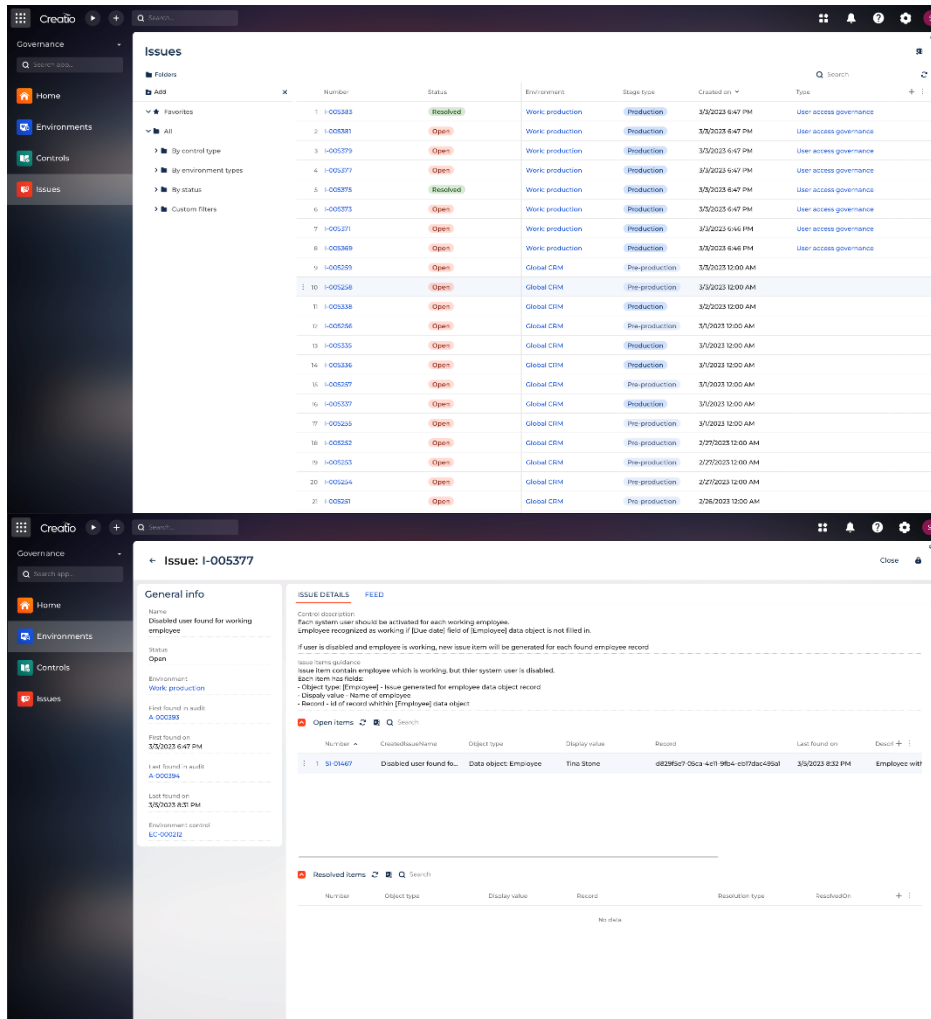 Creatio
Search...
Governance
Search app...
Home
Environments
Controls
Issues
Issues
Folders
Search
Add
Number Status Environment Stage type Created on Type
Favorites
All
By control type
By environment types
By status
Custom filters
1 I-005383 Resolved Work: production Production 3/3/2023 6:47 PM User access governance
2 I-005381 Open Work: production Production 3/3/2023 6:47 PM User access governance
3 I-005379 Open Work: production Production 3/3/2023 6:47 PM User access governance
4 I-005377 Open Work: production Production 3/3/2023 6:47 PM User access governance
5 I-005375 Resolved Work: production Production 3/3/2023 6:47 PM User access governance
6 I-005373 Open Work: production Production 3/3/2023 6:47 PM User access governance
7 I-005371 Open Work: production Production 3/3/2023 6:46 PM User access governance
8 I-005369 Open Work: production Production 3/3/2023 6:46 PM User access governance
9 I-005259 Open Global CRM Pre-production 3/3/2023 12:00 AM
10 I-005258 Open Global CRM Pre-production 3/3/2023 12:00 AM
11 I-005338 Open Global CRM Production 3/2/2023 12:00 AM
12 I-005256 Open Global CRM Pre-production 3/1/2023 12:00 AM
13 I-005335 Open Global CRM Production 3/1/2023 12:00 AM
14 I-005336 Open Global CRM Production 3/1/2023 12:00 AM
15 I-005257 Open Global CRM Pre-production 3/1/2023 12:00 AM
16 I-005337 Open Global CRM Production 3/1/2023 12:00 AM
17 I-005255 Open Global CRM Pre-production 3/1/2023 12:00 AM
18 I-005252 Open Global CRM Pre-production 2/27/2023 12:00 AM
19 I-005253 Open Global CRM Pre-production 2/27/2023 12:00 AM
20 I-005254 Open Global CRM Pre-production 2/27/2023 12:00 AM
21 I-005251 Open Global CRM Pre-production 2/26/2023 12:00 AM
Creatio
Search...
Governance
Search app...
Home
Environments
Controls
Issues
Issue: I-005377
Close
General info
Name
Disabled user found for working
employee
Status
Open
Environment
Work: production
First found in audit
A-000393
First found on
3/3/2023 6:47 PM
Last found in audit
A-000394
Last found on
3/5/2023 8:31 PM
Environment control
EC-000212
ISSUE DETAILS FEED
Control description
Each system user should be activated for each working employee.
Employee recognized as working if [Due date] field of [Employee] data object is not filled in.
If user is disabled and employee is working, new issue item will be generated for each found employee record
Issue items guidance
Issue item contain employee which is working, but thier system user is disabled.
Each item has fields:
- Object type: [Employee] - Issue generated for employee data object record
- Dispaly value - Name of employee
- Record - id of record whithin [Employee] data object
Open items Search
Number CreatedIssueName Object type Display value Record Last found on Descri
1 SI-01467 Disabled user found fo... Data object: Employee Tina Stone d829f5e7-05ca-4e11-9fb4-eb17dac495a1 3/5/2023 8:32 PM Employee with
Resolved items Search
Number Object type Display value Record Resolution type ResolvedOn
No data